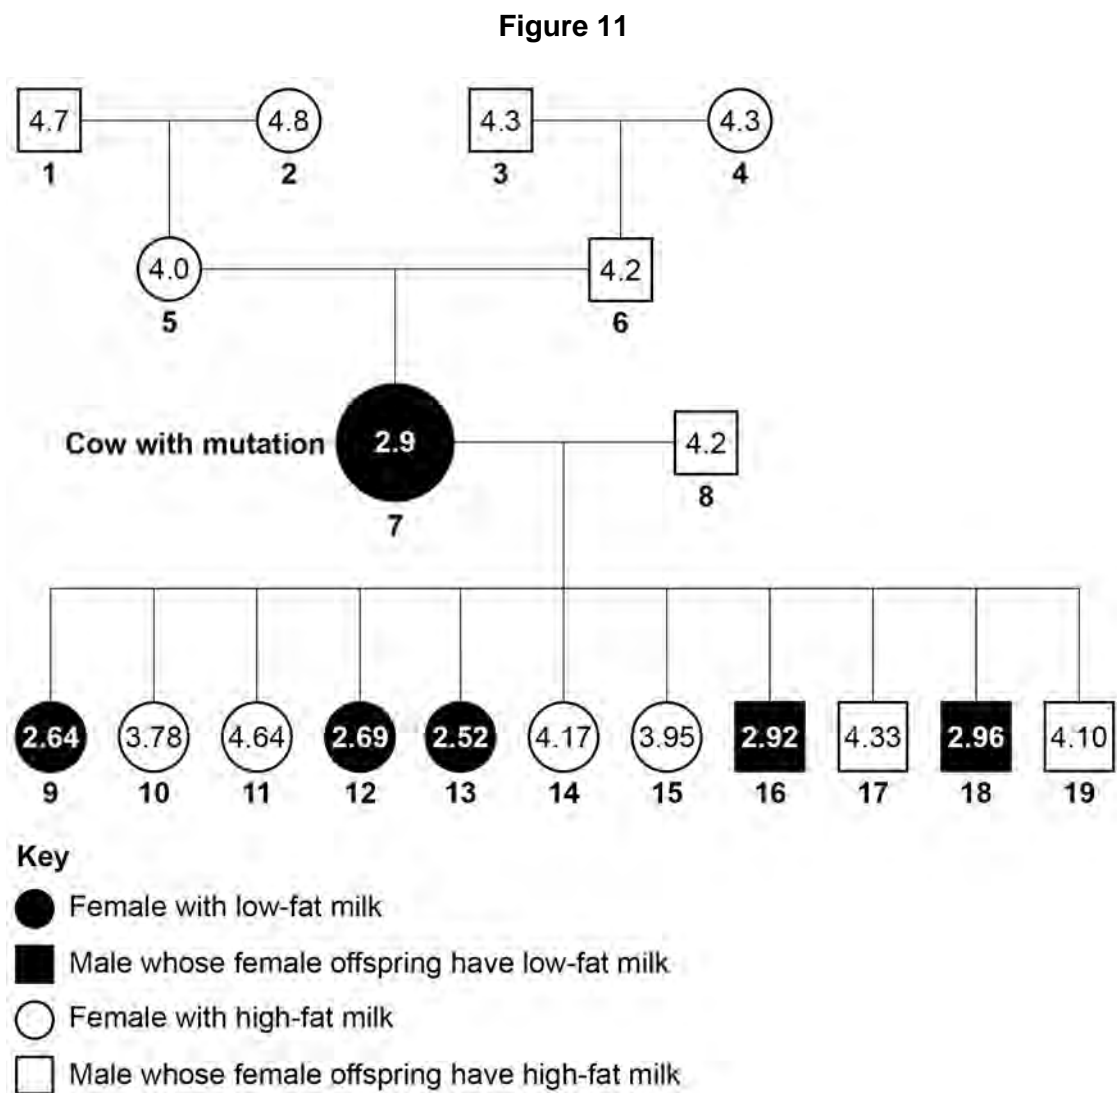 Figure 11
4.7 4.8 4.3 4.3
1 2 3 4
4.0 4.2
5 6
Cow with mutation 2.9 4.2
7 8
2.64 3.78 4.64 2.69 2.52 4.17 3.95 2.92 4.33 2.96 4.10
9 10 11 12 13 14 15 16 17 18 19
Key
Female with low-fat milk
Male whose female offspring have low-fat milk
Female with high-fat milk
Male whose female offspring have high-fat milk